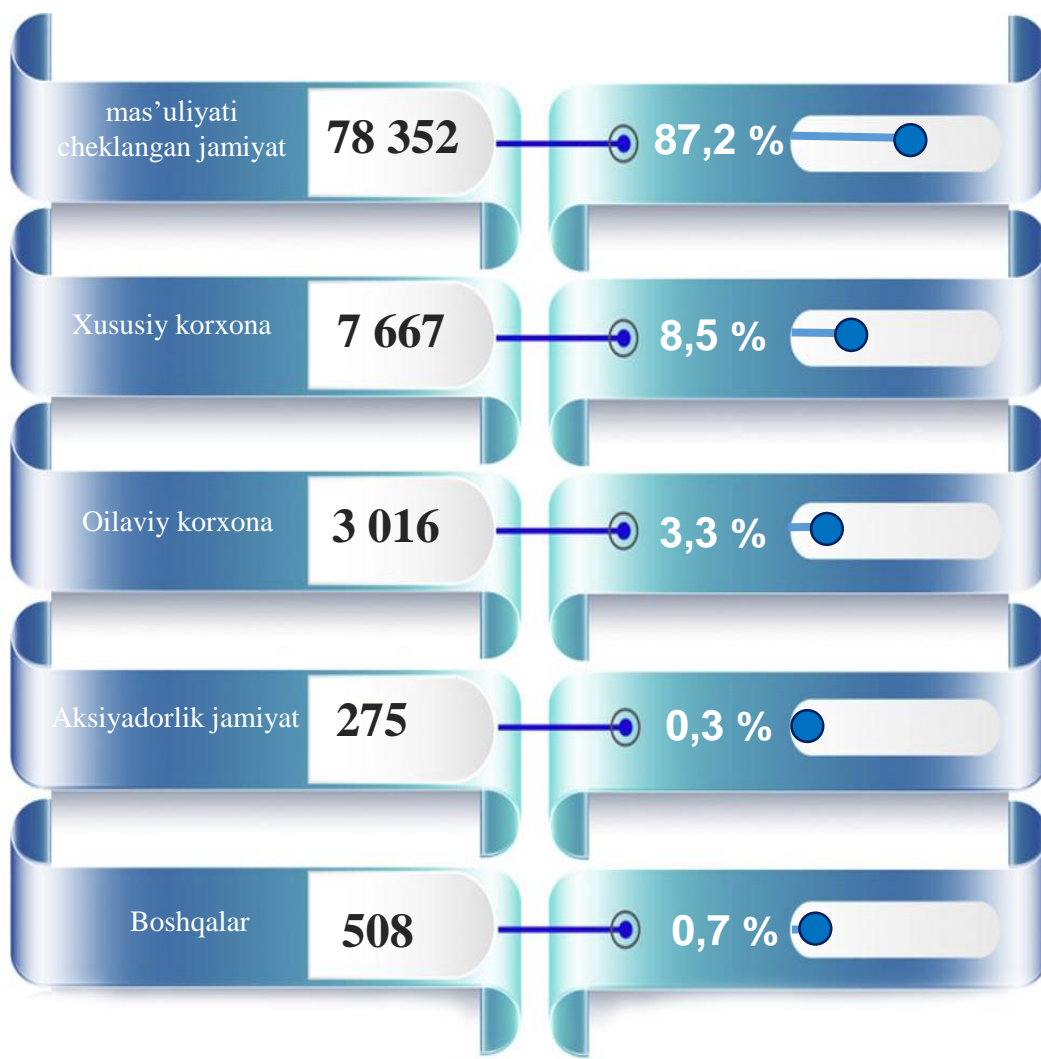 mas’uliyati
cheklangan jamiyat
78 352
87,2 %
Xususiy korxona
7 667
8,5 %
Oilaviy korxona
3 016
3,3 %
Aksiyadorlik jamiyat
275
0,3 %
Boshqalar
508
0,7 %